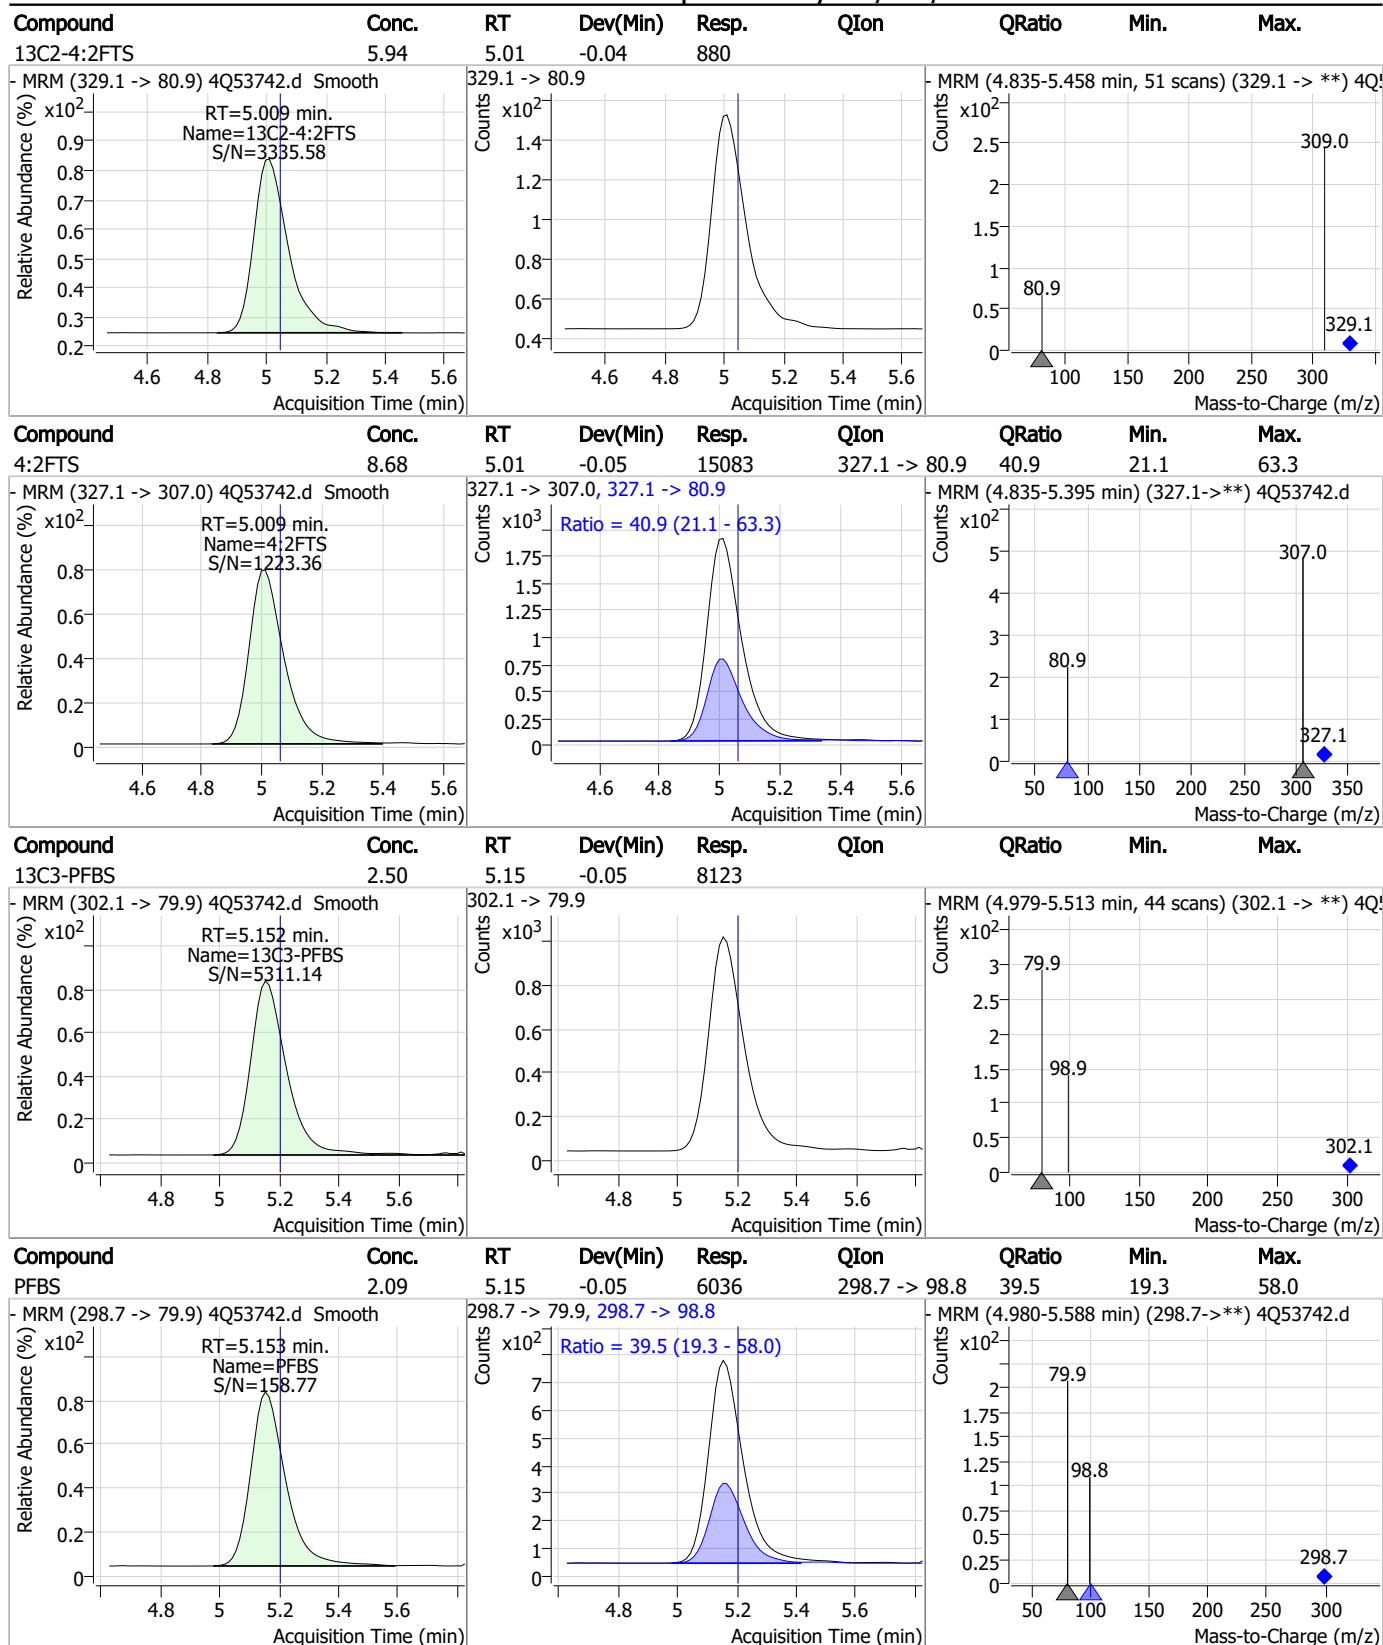 Compound Conc. RT Dev(Min) Resp. QIon QRatio Min. Max.
13C2-4:2FTS 5.94 5.01 -0.04 880
- MRM (329.1 -> 80.9) 4Q53742.d Smooth
Relative Abundance (%)
x10²
RT=5.009 min.
Name=13C2-4:2FTS
S/N=3335.58
0.9
0.8
0.7
0.6
0.5
0.4
0.3
0.2
4.6 4.8 5 5.2 5.4 5.6
Acquisition Time (min)
329.1 -> 80.9
Counts
x10²
1.4
1.2
1
0.8
0.6
0.4
4.6 4.8 5 5.2 5.4 5.6
Acquisition Time (min)
- MRM (4.835-5.458 min, 51 scans) (329.1 -> **)
Counts
x10²
2.5
2
1.5
1
0.5
0
309.0
80.9
329.1
100 150 200 250 300
Mass-to-Charge (m/z)
Compound Conc. RT Dev(Min) Resp. QIon QRatio Min. Max.
4:2FTS 8.68 5.01 -0.05 15083 327.1 -> 80.9 40.9 21.1 63.3
- MRM (327.1 -> 307.0) 4Q53742.d Smooth
Relative Abundance (%)
x10²
RT=5.009 min.
Name=4:2FTS
S/N=1223.36
0.8
0.6
0.4
0.2
0
4.6 4.8 5 5.2 5.4 5.6
Acquisition Time (min)
327.1 -> 307.0, 327.1 -> 80.9
Counts
x10³
Ratio = 40.9 (21.1 - 63.3)
1.75
1.5
1.25
1
0.75
0.5
0.25
0
4.6 4.8 5 5.2 5.4 5.6
Acquisition Time (min)
- MRM (4.835-5.395 min) (327.1->**) 4Q53742.d
Counts
x10²
5
4
3
2
1
0
307.0
80.9
327.1
50 100 150 200 250 300 350
Mass-to-Charge (m/z)
Compound Conc. RT Dev(Min) Resp. QIon QRatio Min. Max.
13C3-PFBS 2.50 5.15 -0.05 8123
- MRM (302.1 -> 79.9) 4Q53742.d Smooth
Relative Abundance (%)
x10²
RT=5.152 min.
Name=13C3-PFBS
S/N=5311.14
0.8
0.6
0.4
0.2
0
4.8 5 5.2 5.4 5.6
Acquisition Time (min)
302.1 -> 79.9
Counts
x10³
0.8
0.6
0.4
0.2
0
4.8 5 5.2 5.4 5.6
Acquisition Time (min)
- MRM (4.979-5.513 min, 44 scans) (302.1 -> **)
Counts
x10²
3
2.5
2
1.5
1
0.5
0
79.9
98.9
302.1
100 150 200 250 300
Mass-to-Charge (m/z)
Compound Conc. RT Dev(Min) Resp. QIon QRatio Min. Max.
PFBS 2.09 5.15 -0.05 6036 298.7 -> 98.8 39.5 19.3 58.0
- MRM (298.7 -> 79.9) 4Q53742.d Smooth
Relative Abundance (%)
x10²
RT=5.153 min.
Name=PFBS
S/N=158.77
0.8
0.6
0.4
0.2
0
4.8 5 5.2 5.4 5.6
Acquisition Time (min)
298.7 -> 79.9, 298.7 -> 98.8
Counts
x10²
Ratio = 39.5 (19.3 - 58.0)
7
6
5
4
3
2
1
0
4.8 5 5.2 5.4 5.6
Acquisition Time (min)
- MRM (4.980-5.588 min) (298.7->**) 4Q53742.d
Counts
x10²
2
1.75
1.5
1.25
1
0.75
0.5
0.25
0
79.9
98.8
298.7
50 100 150 200 250 300
Mass-to-Charge (m/z)